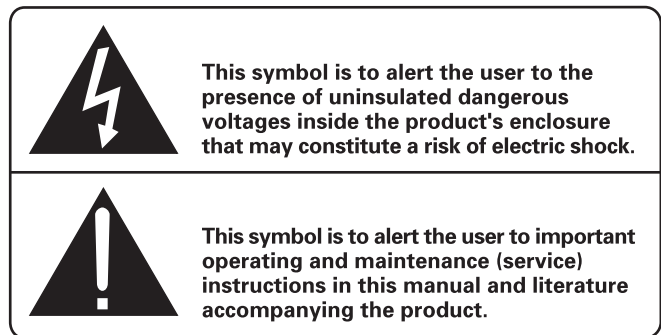 This symbol is to alert the user to the
presence of uninsulated dangerous
voltages inside the product's enclosure
that may constitute a risk of electric shock.
This symbol is to alert the user to important
operating and maintenance (service)
instructions in this manual and literature
accompanying the product.